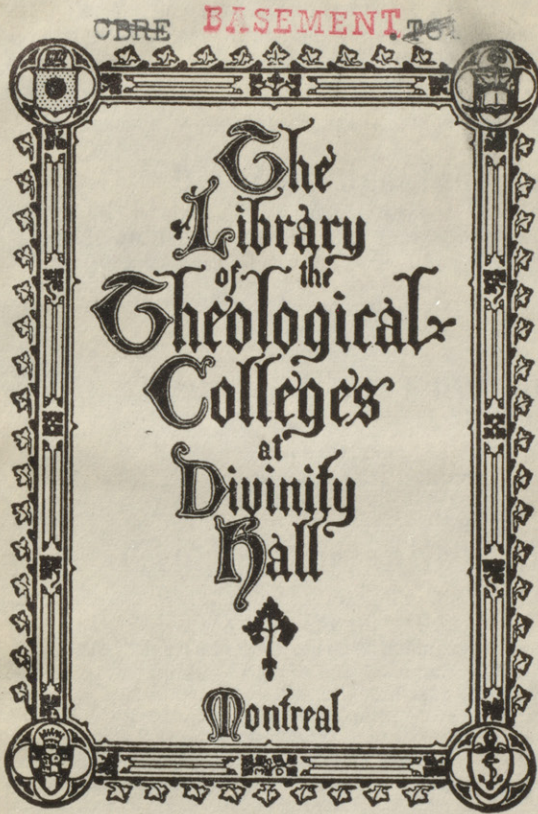 CBRE BASEMENT
The
Library
of the
Theological
Colleges
at
Divinity
Hall
Montreal